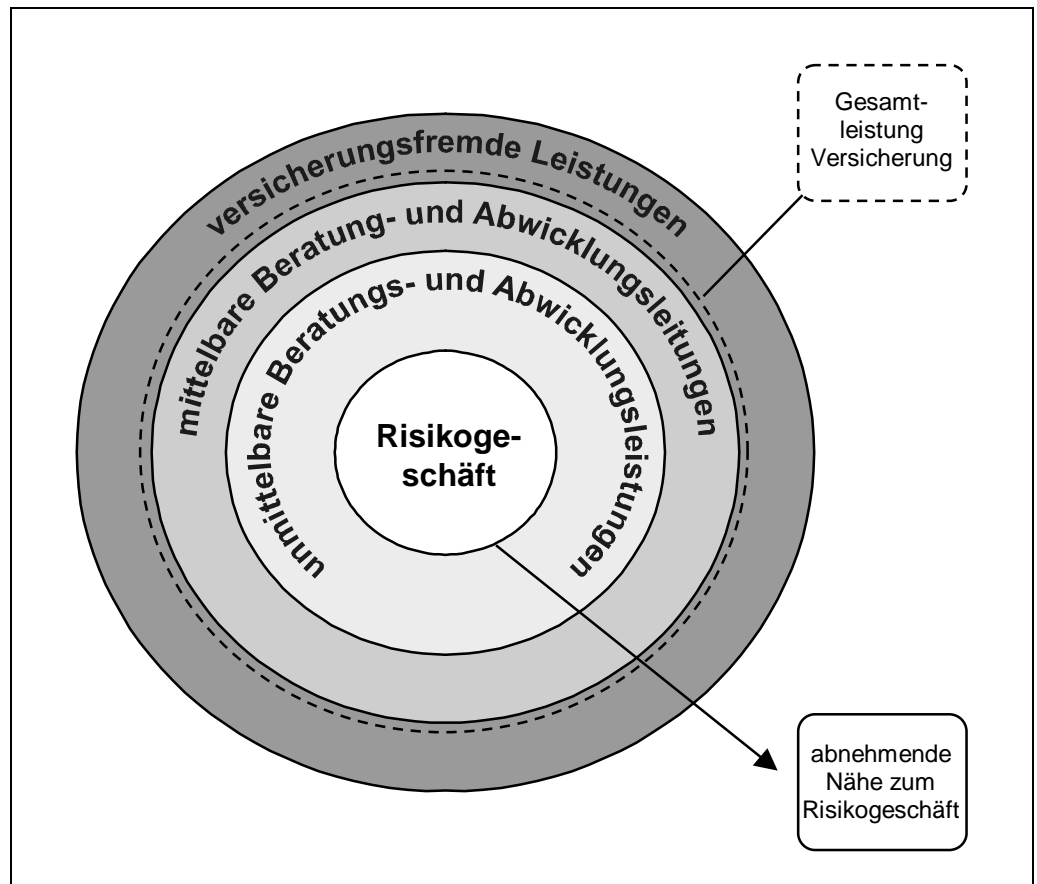 Gesamt-
leistung
Versicherung
versicherungsfremde Leistungen
mittelbare Beratung- und Abwicklungsleitungen
unmittelbare Beratungs- und Abwicklungsleistungen
Risikoge-
schäft
abnehmende
Nähe zum
Risikogeschäft